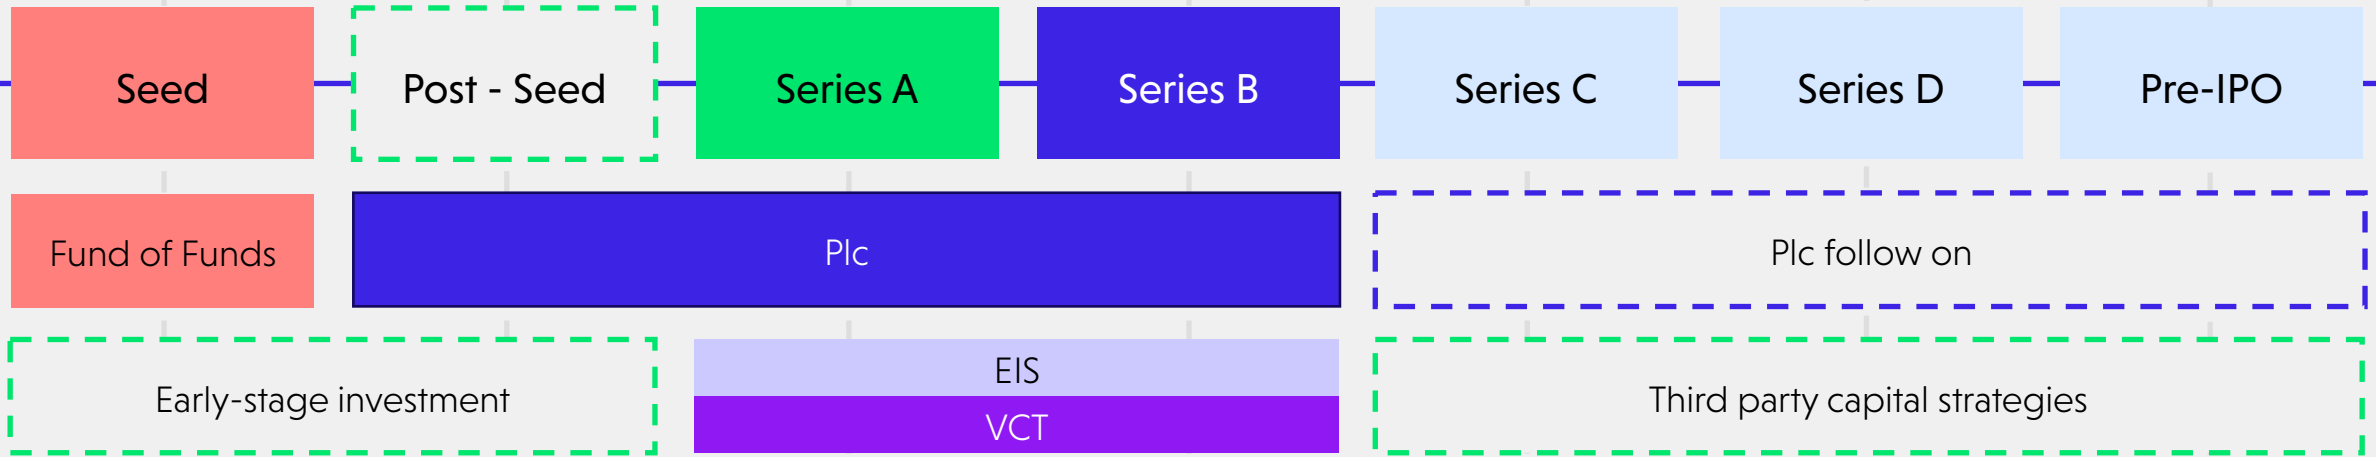 Seed
Post - Seed
Series A
Series B
Series C
Series D
Pre-IPO
Fund of Funds
Plc
Plc follow on
Early-stage investment
EIS
VCT
Third party capital strategies